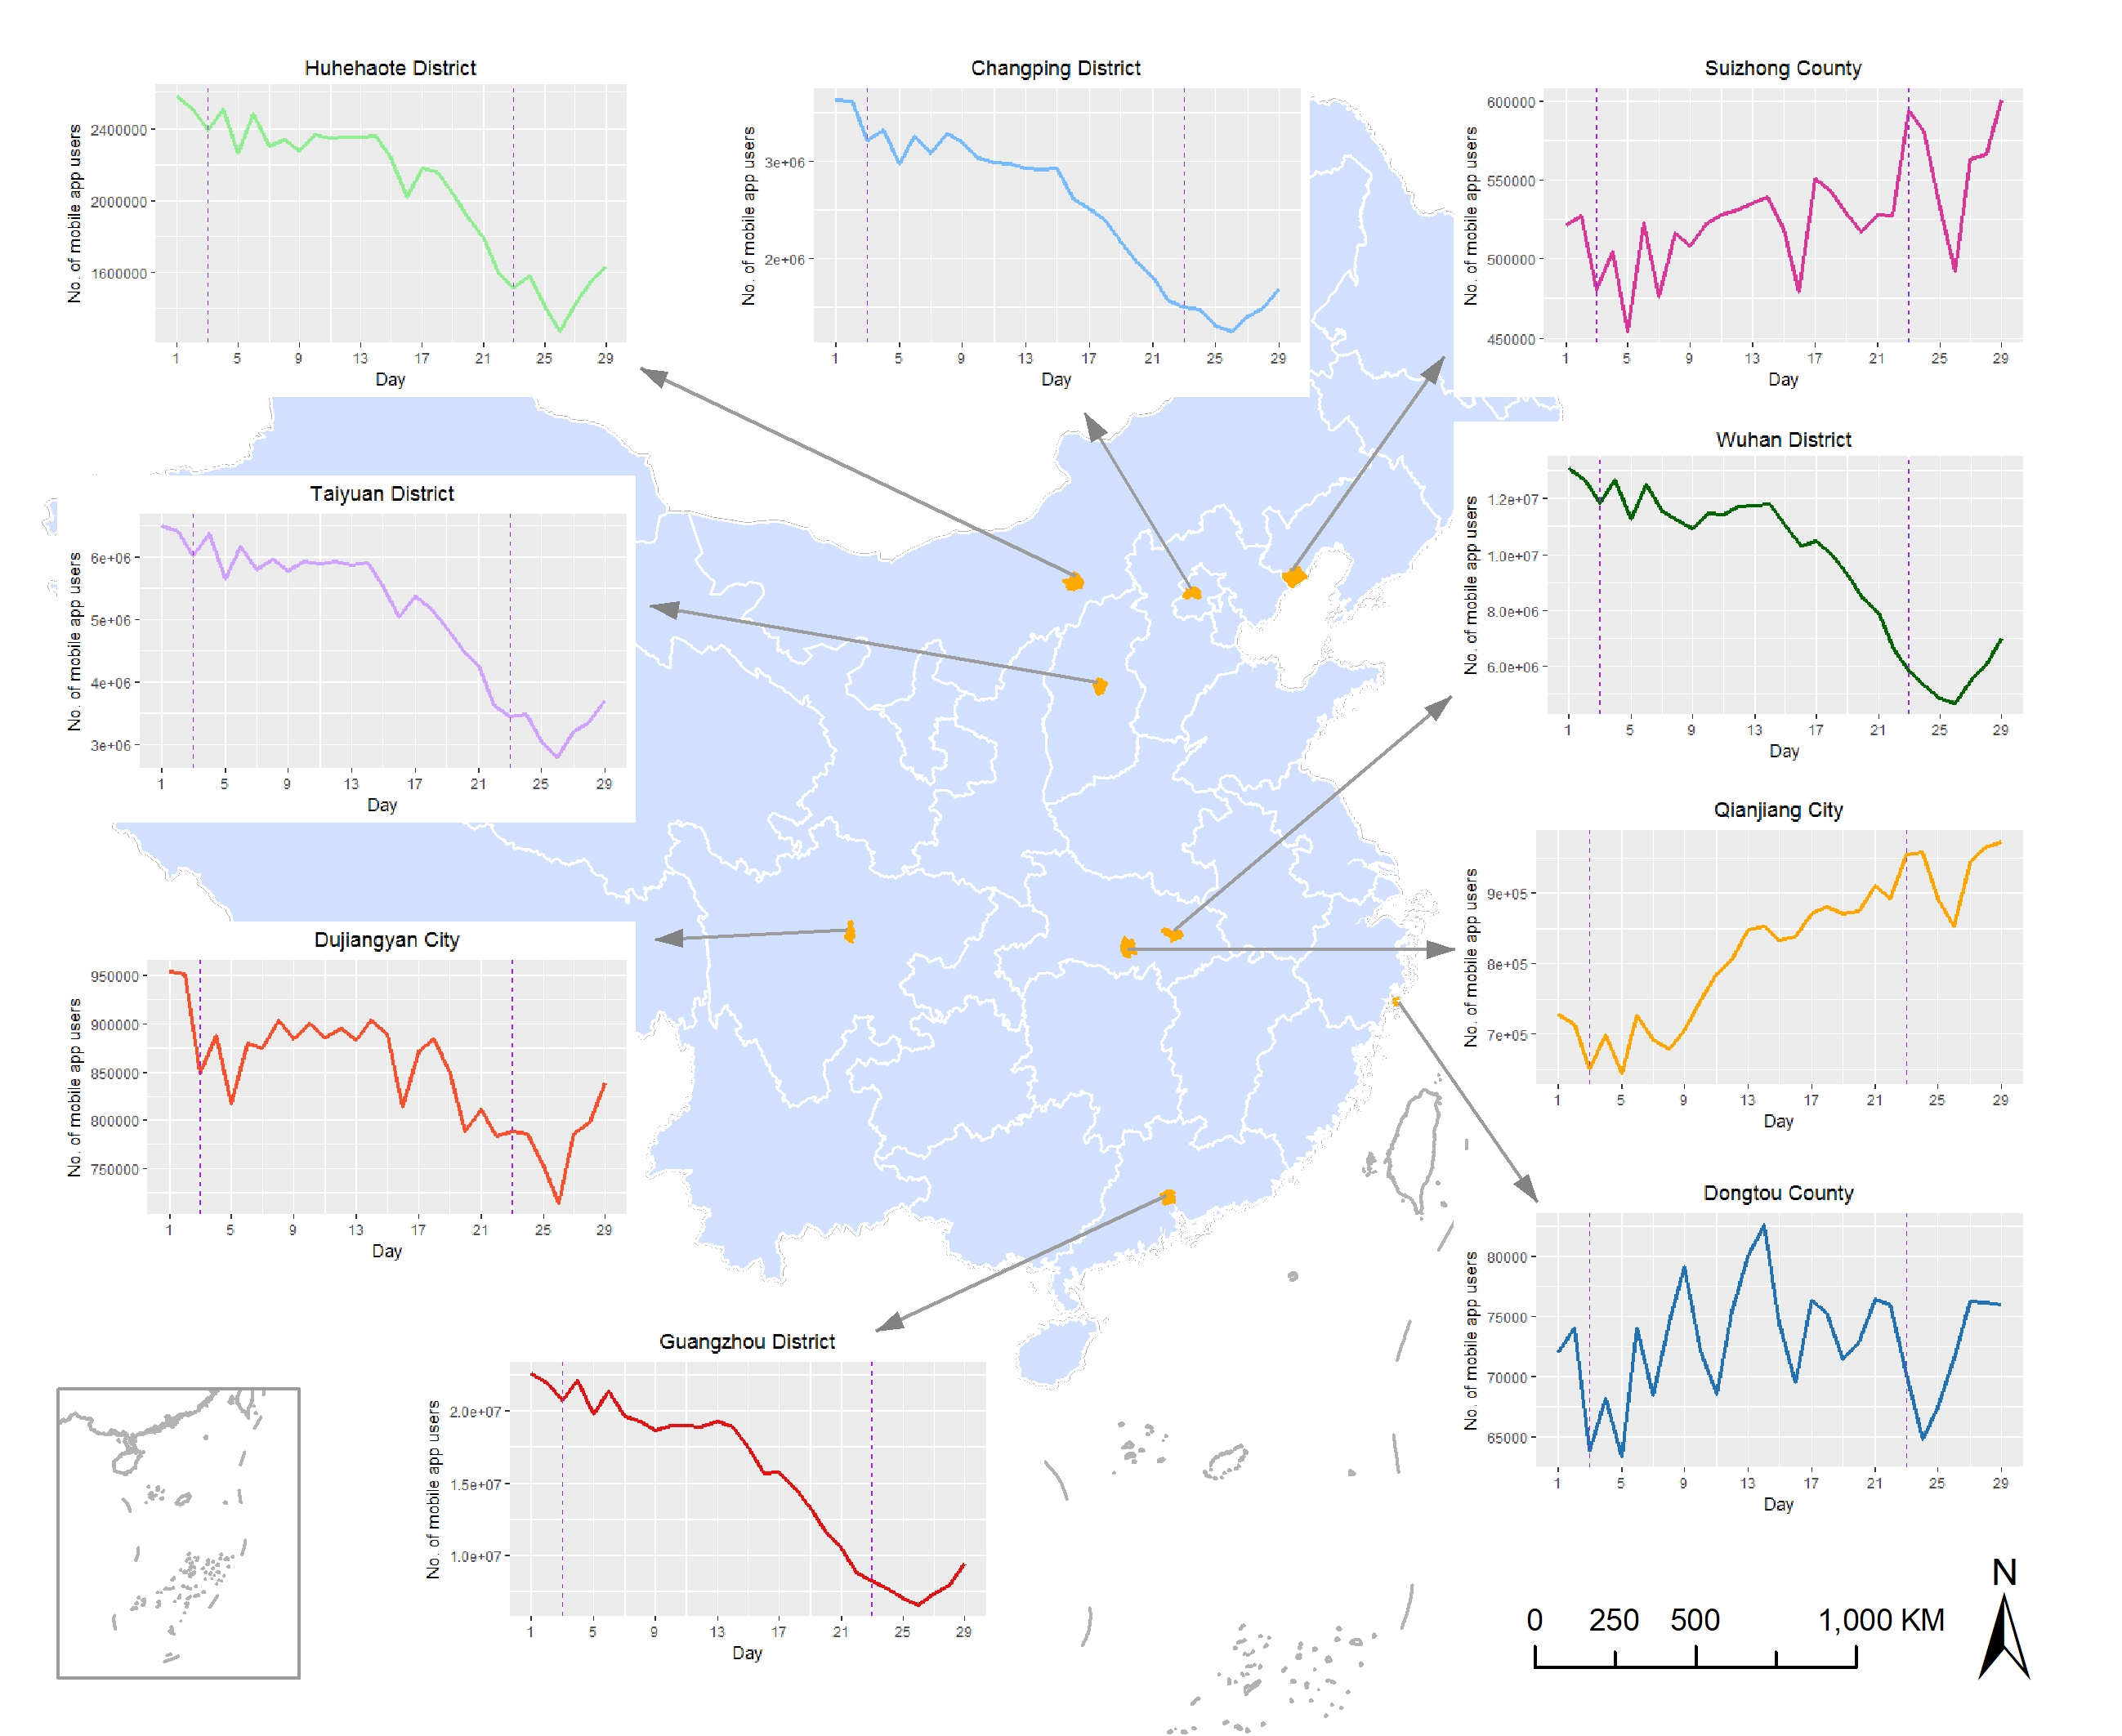 Huhehaote District
No. of mobile app users
2400000
2000000
1600000
1 5 9 13 17 21 25 29
Day
Changping District
No. of mobile app users
3e+06
2e+06
1 5 9 13 17 21 25 29
Day
Suizhong County
No. of mobile app users
600000
550000
500000
450000
1 5 9 13 17 21 25 29
Day
Taiyuan District
No. of mobile app users
6e+06
5e+06
4e+06
3e+06
1 5 9 13 17 21 25 29
Day
Wuhan District
No. of mobile app users
1.2e+07
1.0e+07
8.0e+06
6.0e+06
1 5 9 13 17 21 25 29
Day
Dujiangyan City
No. of mobile app users
950000
900000
850000
800000
750000
1 5 9 13 17 21 25 29
Day
Qianjiang City
No. of mobile app users
9e+05
8e+05
7e+05
1 5 9 13 17 21 25 29
Day
Guangzhou District
No. of mobile app users
2.0e+07
1.5e+07
1.0e+07
1 5 9 13 17 21 25 29
Day
Dongtou County
No. of mobile app users
80000
75000
70000
65000
1 5 9 13 17 21 25 29
Day
N
0 250 500 1,000 KM